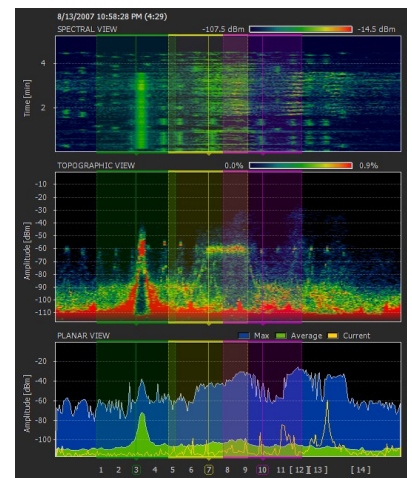 8/13/2007 10:58:28 PM (4:29)
SPECTRAL VIEW -107.5 dBm -14.5 dBm
Time [min]
4
2
TOPOGRAPHIC VIEW 0.0% 0.9%
Amplitude [dBm]
-10
-20
-30
-40
-50
-60
-70
-80
-90
-100
-110
PLANAR VIEW Max Average Current
Amplitude [dBm]
-20
-40
-60
-80
-100
1 2 3 4 5 6 7 8 9 10 11 [ 12 ] [ 13 ] [ 14 ]